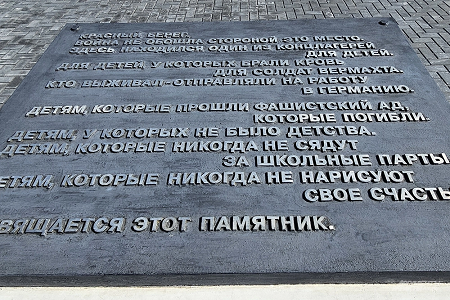 КРАСНЫЙ БЕРЕГ.
ВОЙНА НЕ ОБОШЛА СТОРОНОЙ ЭТО МЕСТО.
ЗДЕСЬ НАХОДИЛСЯ ОДИН ИЗ КОНЦЛАГЕРЕЙ
ДЛЯ ДЕТЕЙ.
ДЛЯ ДЕТЕЙ, У КОТОРЫХ БРАЛИ КРОВЬ
ДЛЯ СОЛДАТ ВЕРМАХТА.
КТО ВЫЖИВАЛ-ОТПРАВЛЯЛИ НА РАБОТУ
В ГЕРМАНИЮ.
ДЕТЯМ, КОТОРЫЕ ПРОШЛИ ФАШИСТСКИЙ АД,
КОТОРЫЕ ПОГИБЛИ.
ДЕТЯМ, У КОТОРЫХ НЕ БЫЛО ДЕТСТВА.
ДЕТЯМ, КОТОРЫЕ НИКОГДА НЕ СЯДУТ
ЗА ШКОЛЬНЫЕ ПАРТЫ
ДЕТЯМ, КОТОРЫЕ НИКОГДА НЕ НАРИСУЮТ
СВОЕ СЧАСТЬ
ВЯЩАЕТСЯ ЭТОТ ПАМЯТНИК.